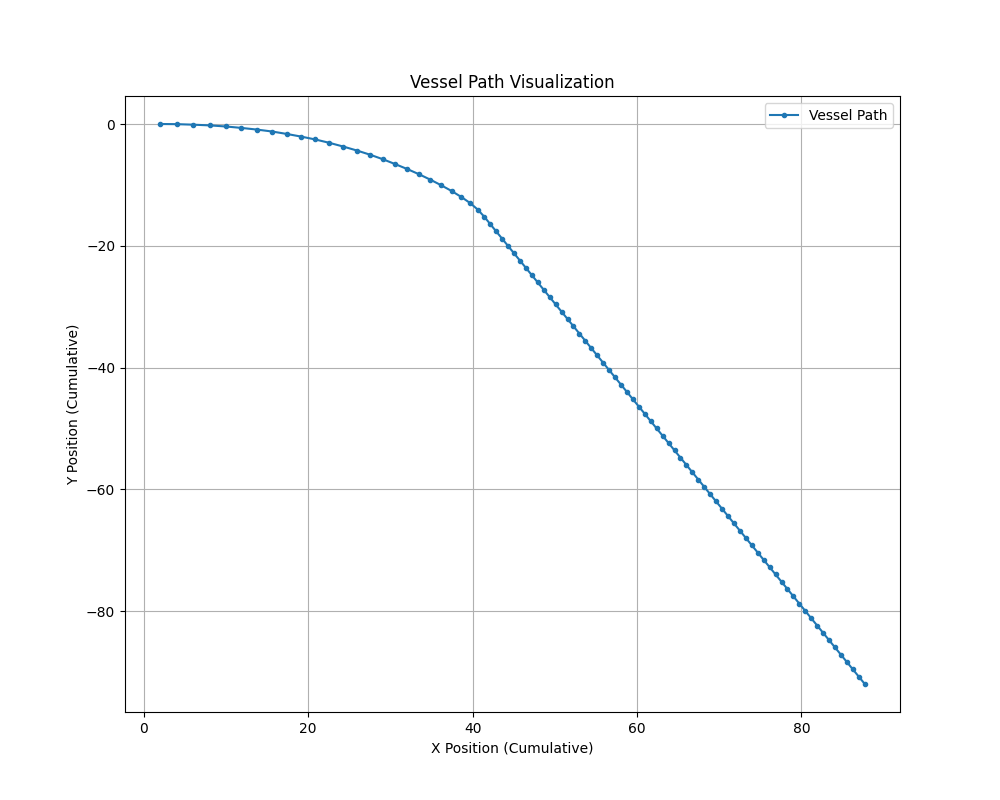 Vessel Path Visualization
Vessel Path
0
−20
−40
−60
−80
Y Position (Cumulative)
0 20 40 60 80
X Position (Cumulative)